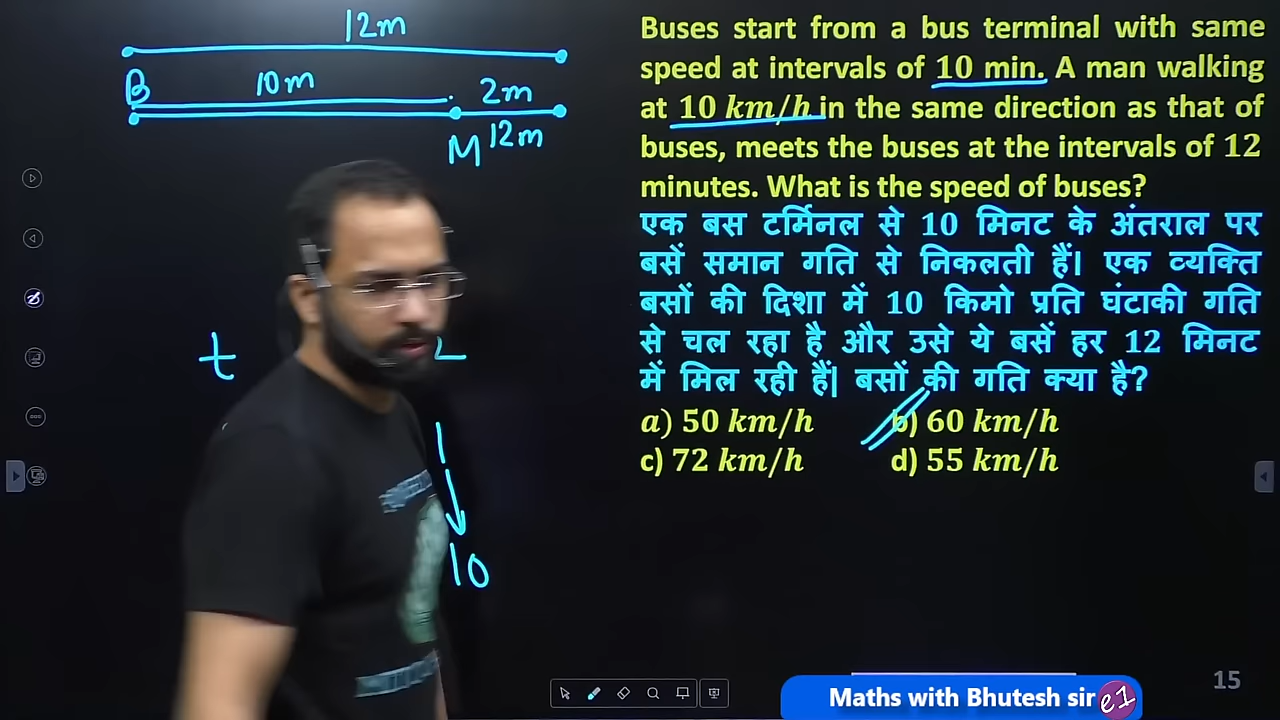 12m
B
10m
2m
M
12m
t
2
1
10
Buses start from a bus terminal with same
speed at intervals of 10 min. A man walking
at 10 km/h in the same direction as that of
buses, meets the buses at the intervals of 12
minutes. What is the speed of buses?
एक बस टर्मिनल से 10 मिनट के अंतराल पर
बसें समान गति से निकलती हैं। एक व्यक्ति
बसों की दिशा में 10 किमो प्रति घंटाकी गति
से चल रहा है और उसे ये बसें हर 12 मिनट
में मिल रही हैं| बसों की गति क्या है?
a) 50 km/h
b) 60 km/h
c) 72 km/h
d) 55 km/h
15
Maths with Bhutesh sir
e1